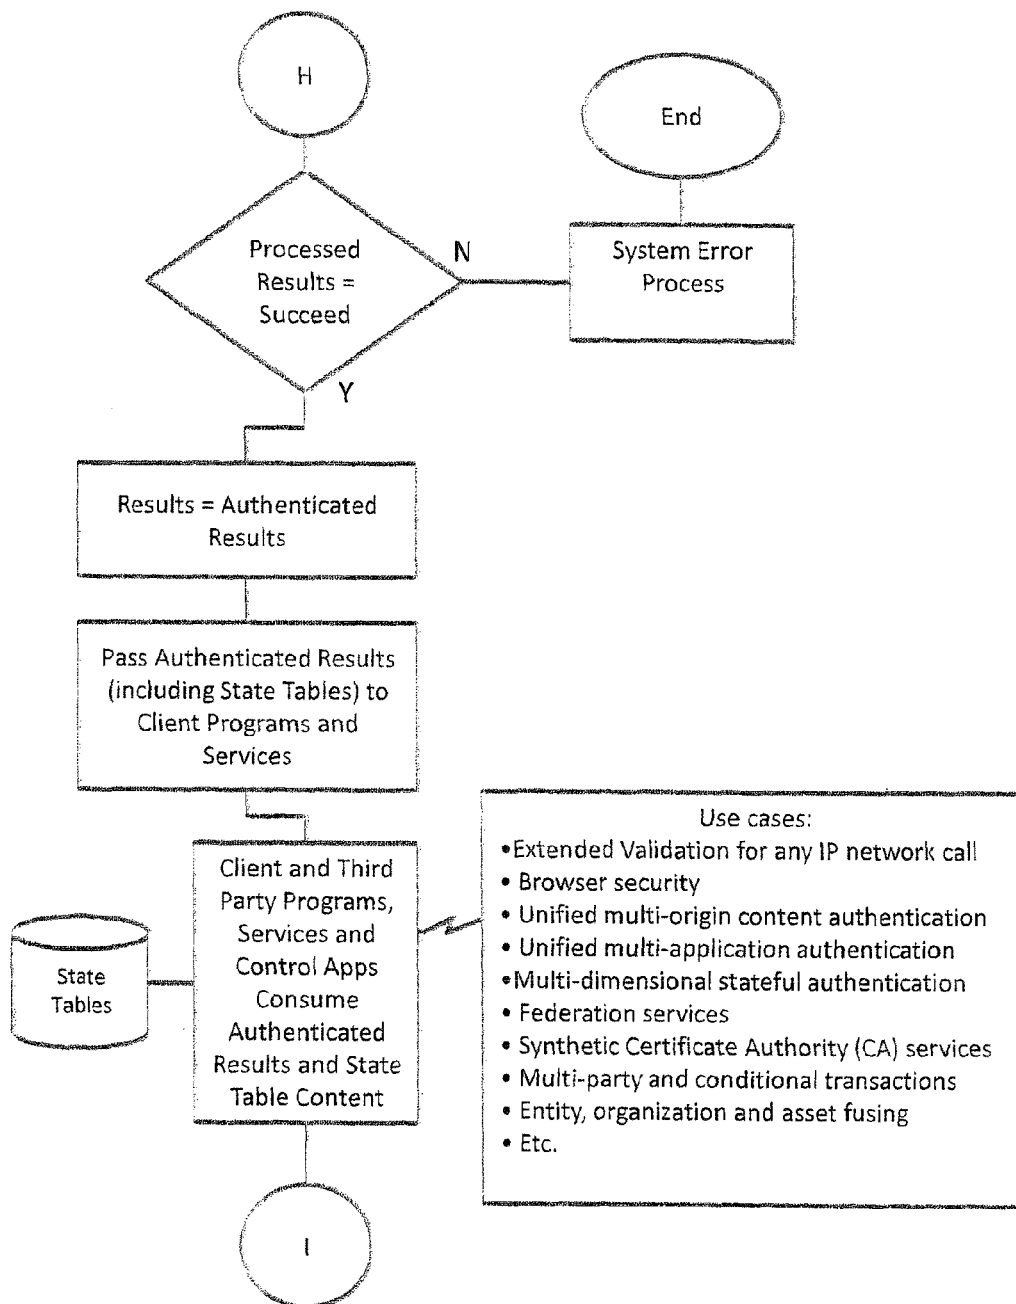 H
End
Processed
Results =
Succeed
N
System Error
Process
Y
Results = Authenticated
Results
Pass Authenticated Results
(including State Tables) to
Client Programs and
Services
Client and Third
Party Programs,
Services and
Control Apps
Consume
Authenticated
Results and State
Table Content
State
Tables
Use cases:
•Extended Validation for any IP network call
• Browser security
• Unified multi-origin content authentication
• Unified multi-application authentication
•Multi-dimensional stateful authentication
• Federation services
• Synthetic Certificate Authority (CA) services
• Multi-party and conditional transactions
• Entity, organization and asset fusing
• Etc.
I